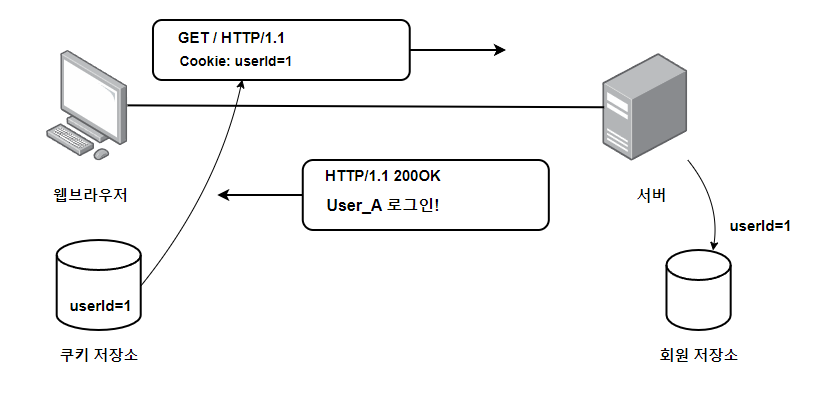 GET / HTTP/1.1
Cookie: userId=1
웹브라우저
서버
HTTP/1.1 200OK
User_A 로그인!
userId=1
userId=1
쿠키 저장소
회원 저장소